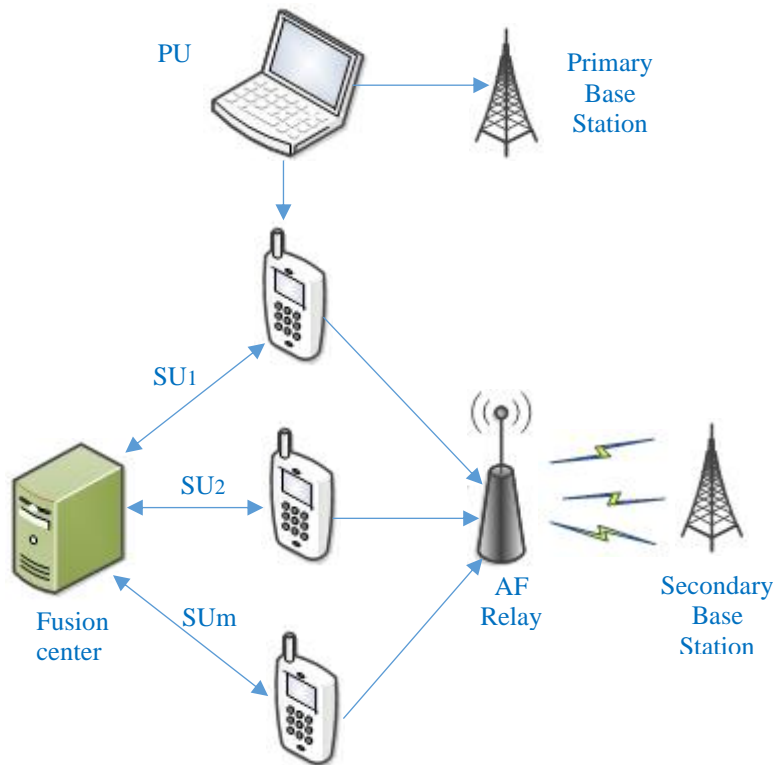 PU
Primary
Base
Station
SU1
SU2
SUm
Fusion
center
AF
Relay
Secondary
Base
Station